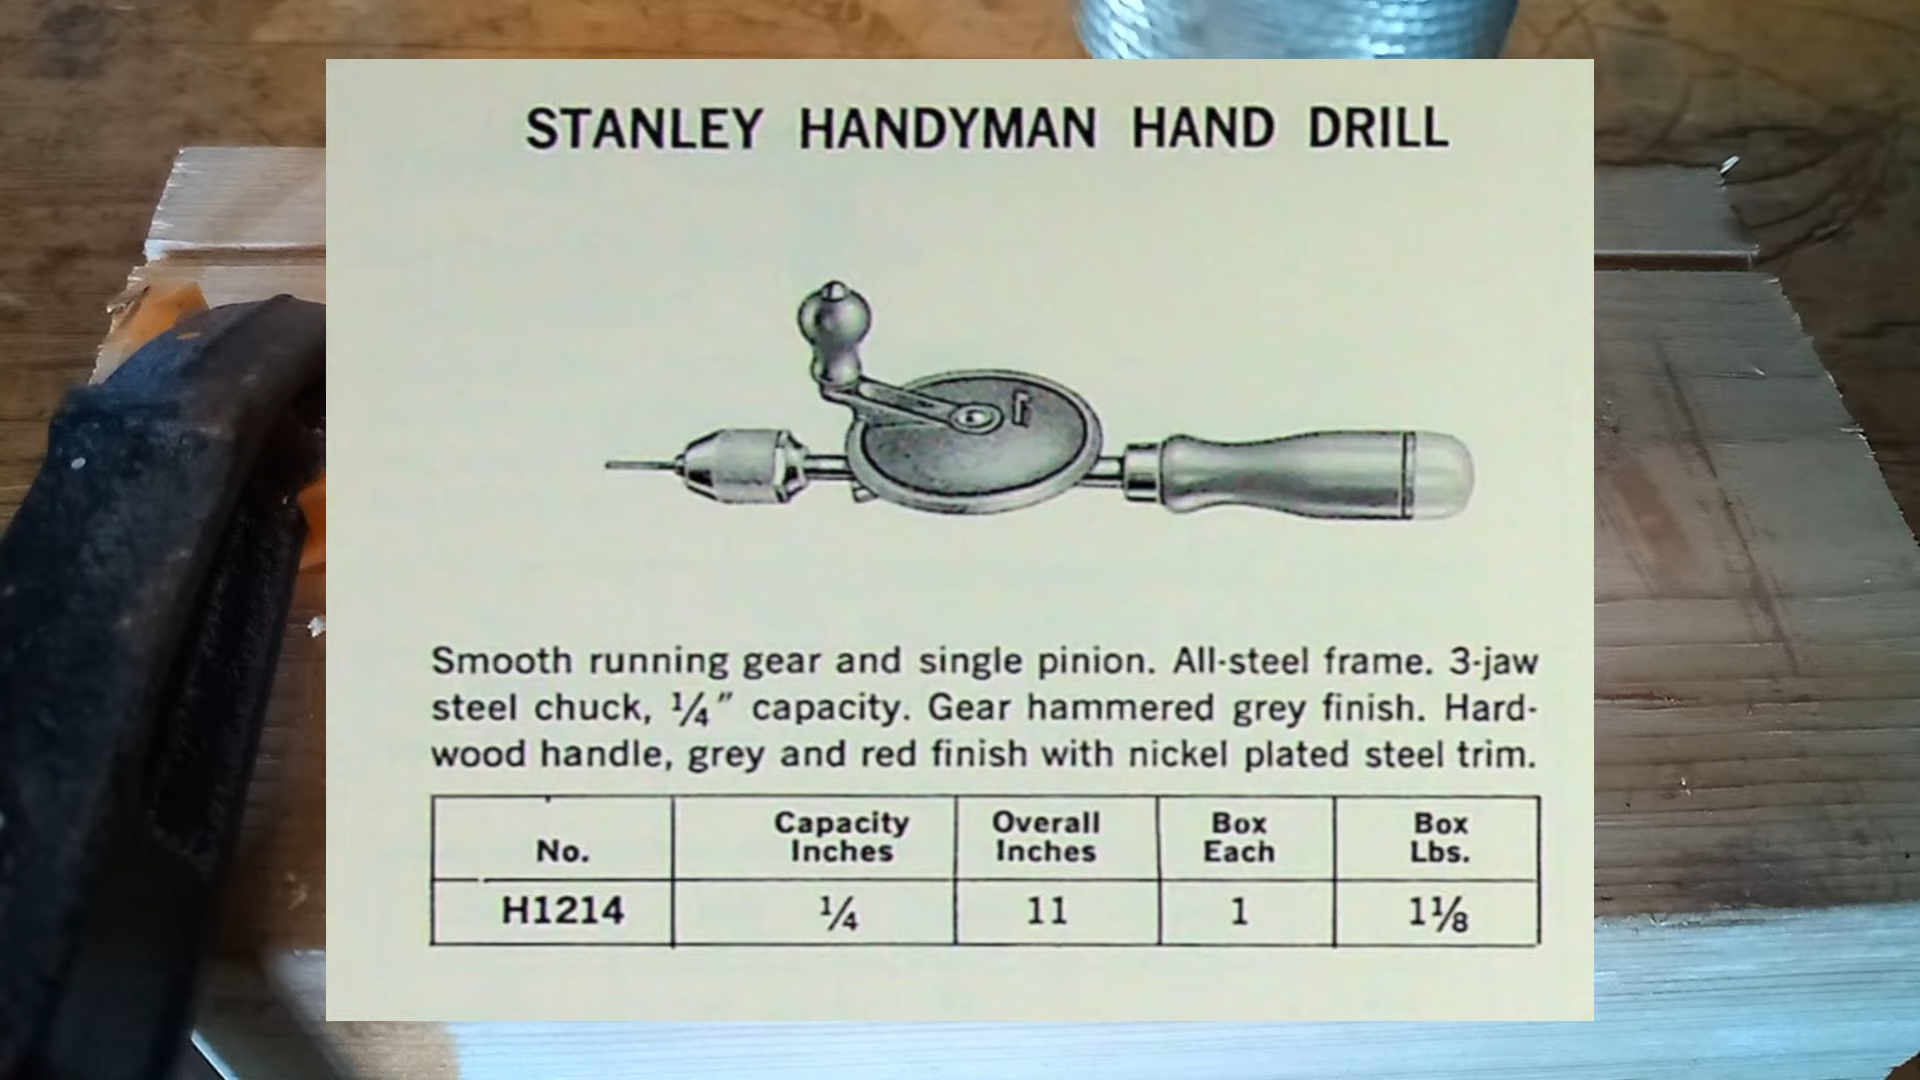 STANLEY HANDYMAN HAND DRILL
Smooth running gear and single pinion. All-steel frame. 3-jaw
steel chuck, ¼" capacity. Gear hammered grey finish. Hard-
wood handle, grey and red finish with nickel plated steel trim.
No. Capacity Inches Overall Inches Box Each Box Lbs.
H1214 ¼ 11 1 1⅛